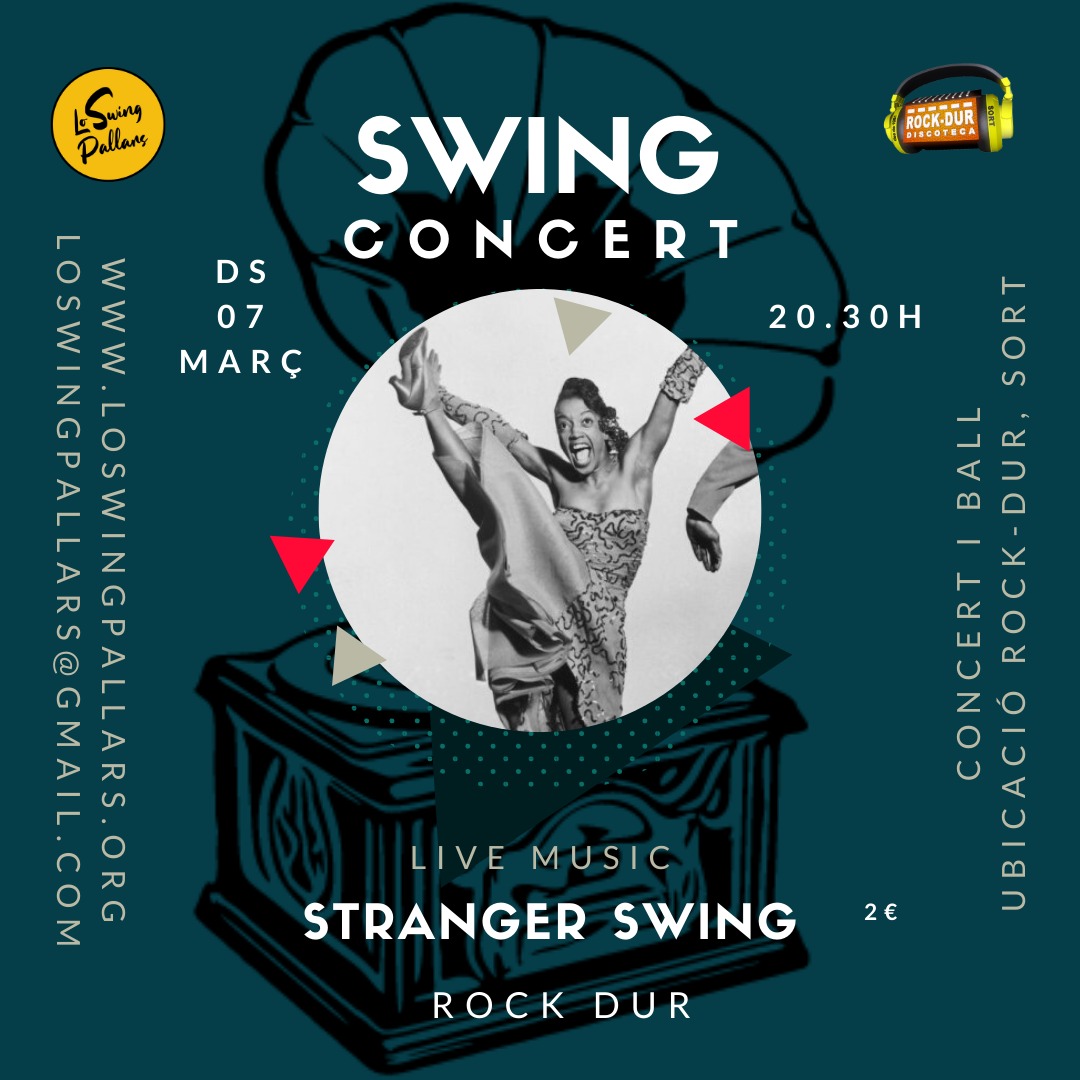 Lo Swing
Pallars
ROCK-DUR
DISCOTECA
SORT
SWING
CONCERT
DS
07
MARÇ
20.30H
WWW.LOSWINGPALLARS.ORG
LOSWINGPALLARS@GMAIL.COM
CONCERT I BALL
UBICACIÓ ROCK-DUR, SORT
LIVE MUSIC
STRANGER SWING
2 €
ROCK DUR